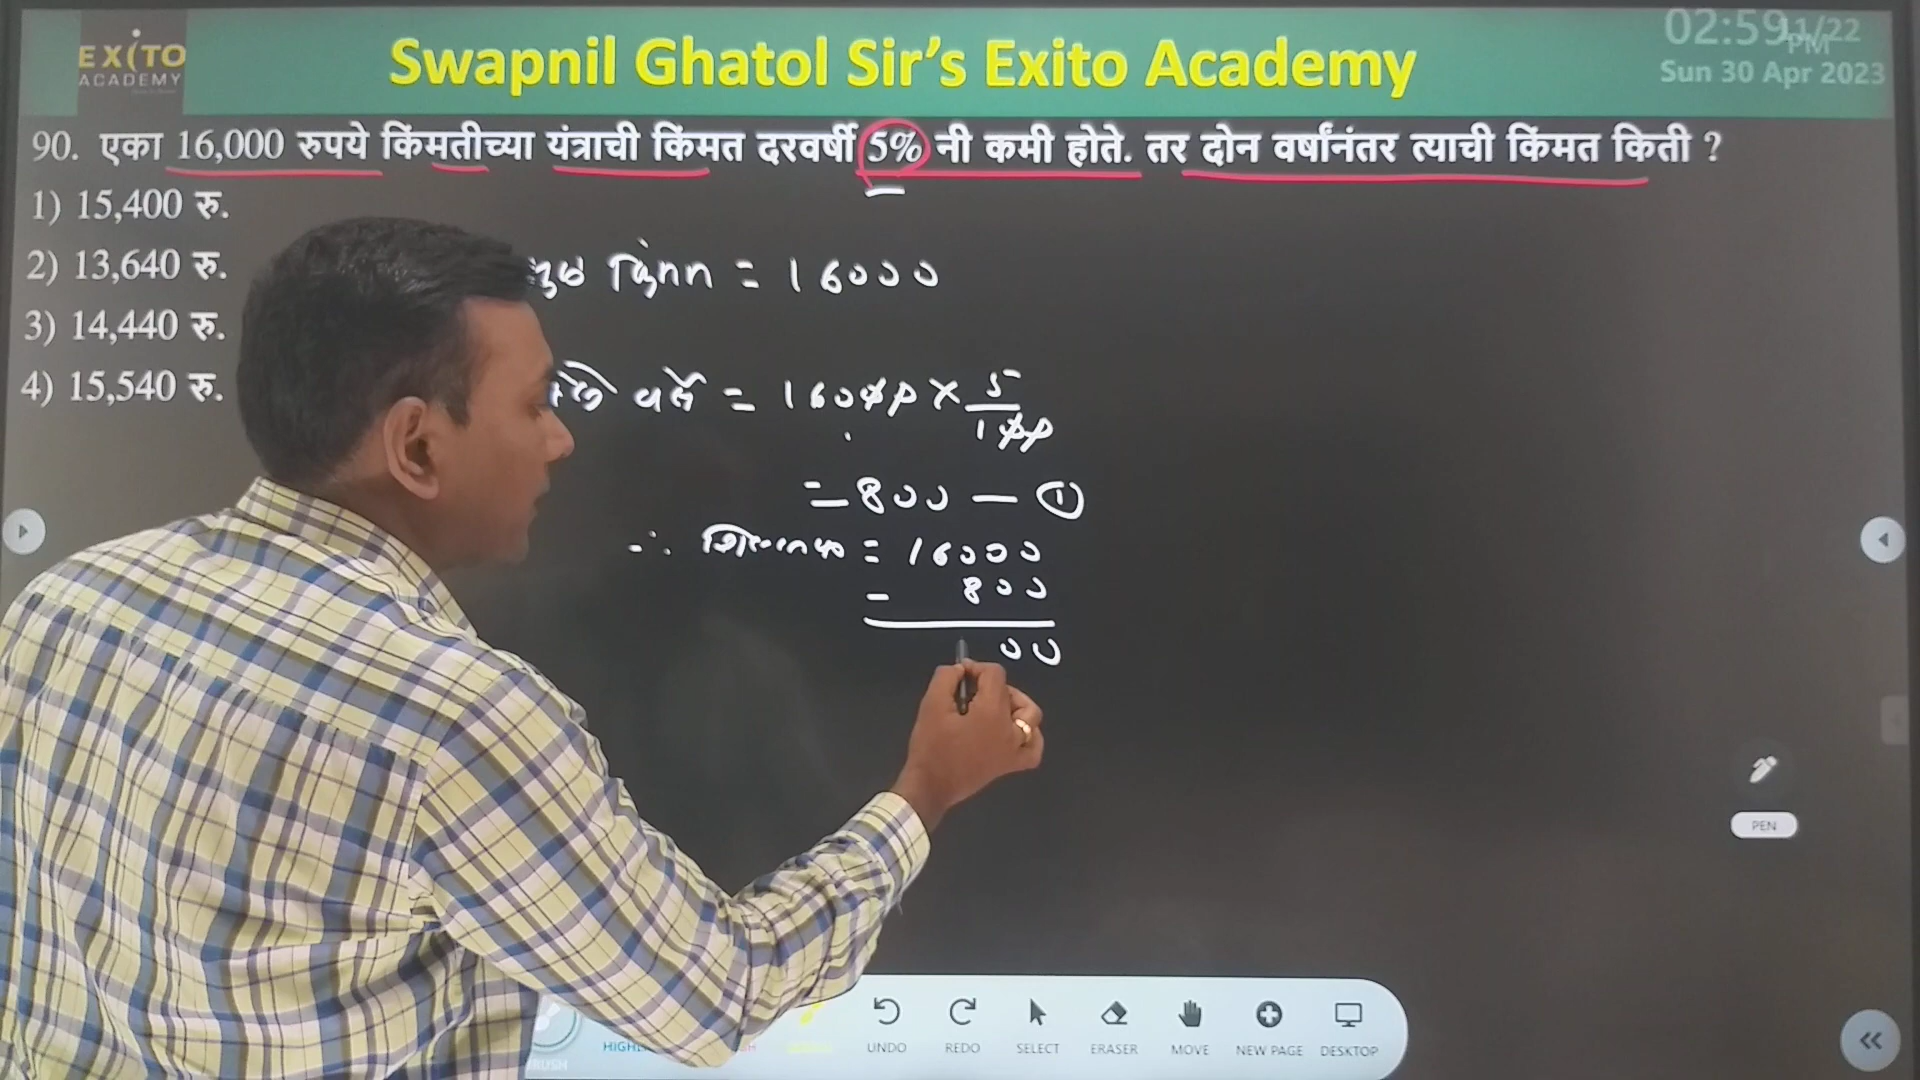 EXiTO
ACADEMY
Swapnil Ghatol Sir’s Exito Academy
02:59
PM
11/22
Sun 30 Apr 2023
90. एका 16,000 रुपये किंमतीच्या यंत्राची किंमत दरवर्षी 5% नी कमी होते. तर दोन वर्षांनंतर त्याची किंमत किती ?
1) 15,400 रु.
2) 13,640 रु.
3) 14,440 रु.
4) 15,540 रु.
= 16000
वर्ष = 16000 × 5/100
= 800 — ①
∴ = 16000
- 800
00
PEN
UNDO
REDO
SELECT
ERASER
MOVE
NEW PAGE
DESKTOP